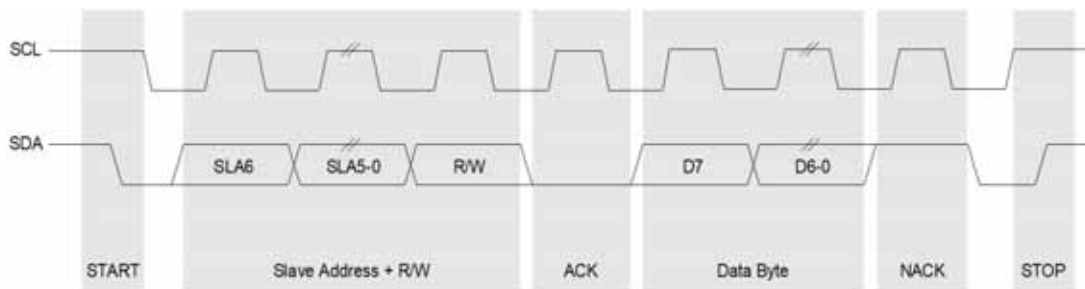 SCL
SDA
SLA6 SLA5-0 R/W D7 D6-0
START Slave Address + R/W ACK Data Byte NACK STOP